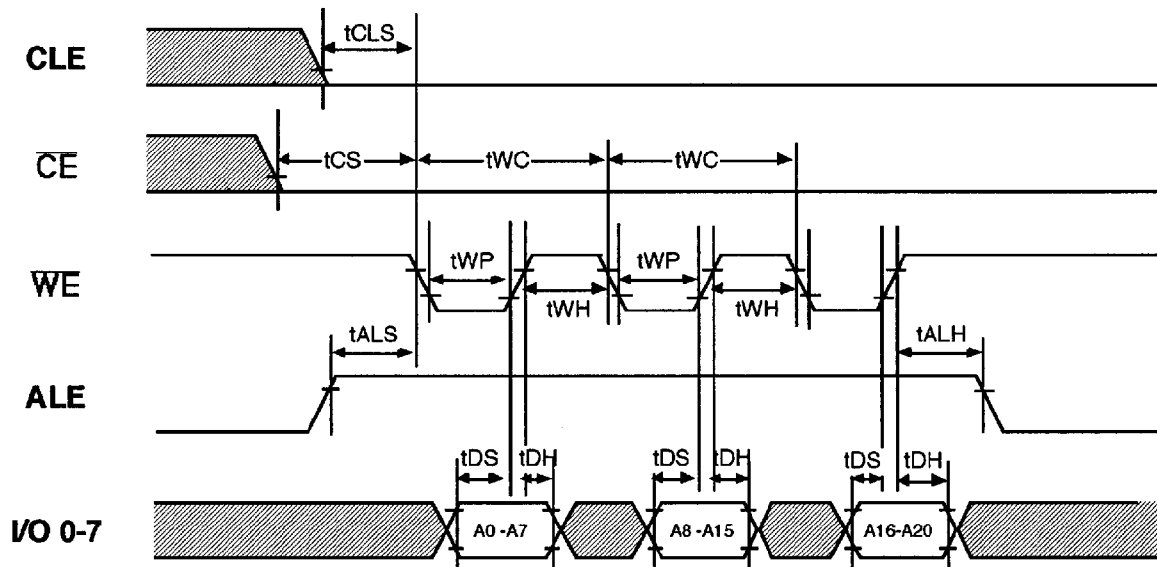 CLE
tCLS
CE
tCS
tWC
tWC
WE
tWP
tWP
tWH
tWH
tALS
tALH
ALE
tDS
tDH
tDS
tDH
tDS
tDH
I/O 0-7
A0 -A7
A8 -A15
A16-A20